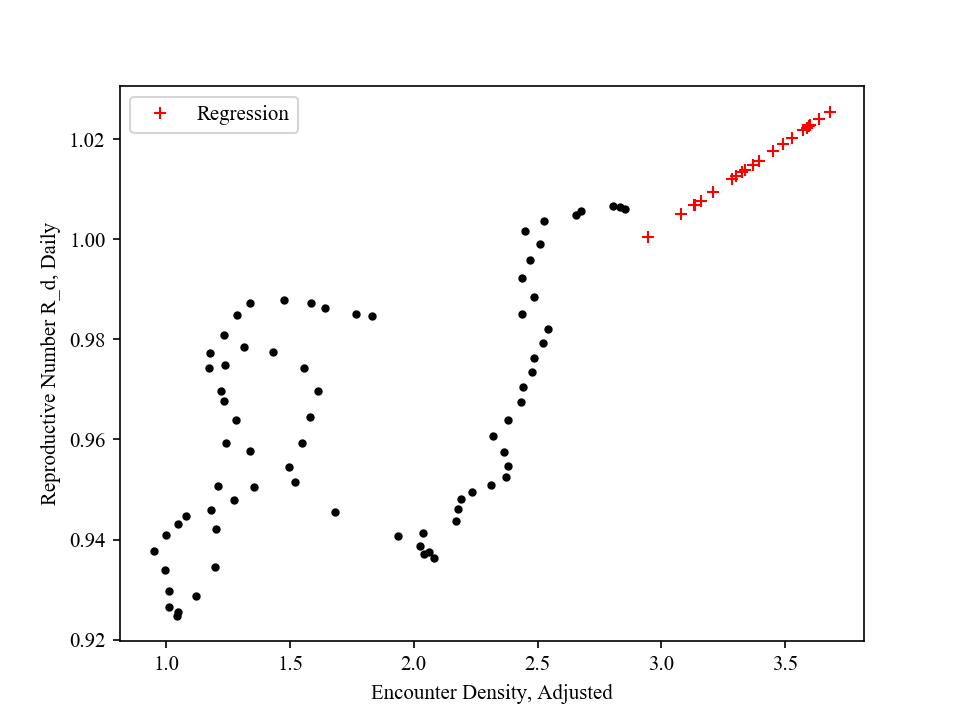 Regression
1.02
1.00
0.98
0.96
0.94
0.92
Reproductive Number R_d, Daily
1.0 1.5 2.0 2.5 3.0 3.5
Encounter Density, Adjusted